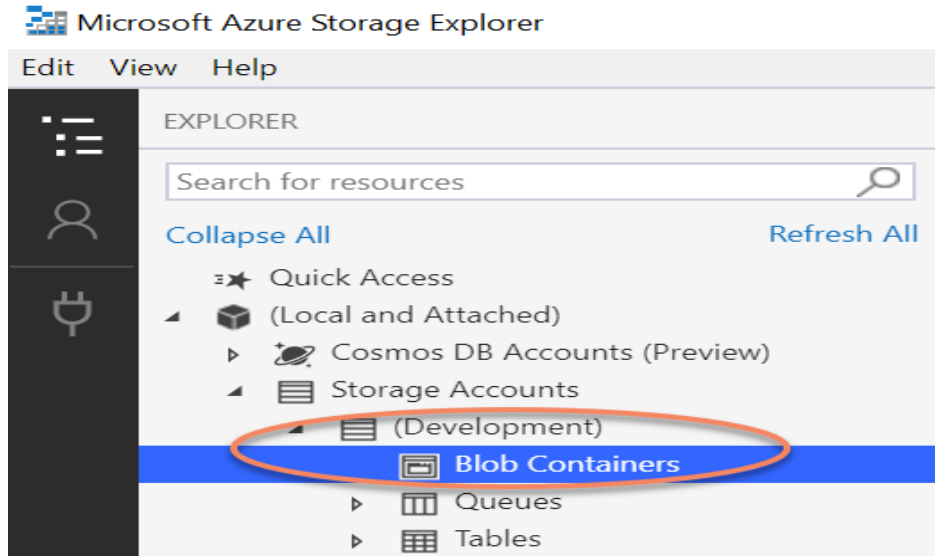 Microsoft Azure Storage Explorer
Edit View Help
EXPLORER
Search for resources
Collapse All Refresh All
Quick Access
(Local and Attached)
Cosmos DB Accounts (Preview)
Storage Accounts
(Development)
Blob Containers
Queues
Tables